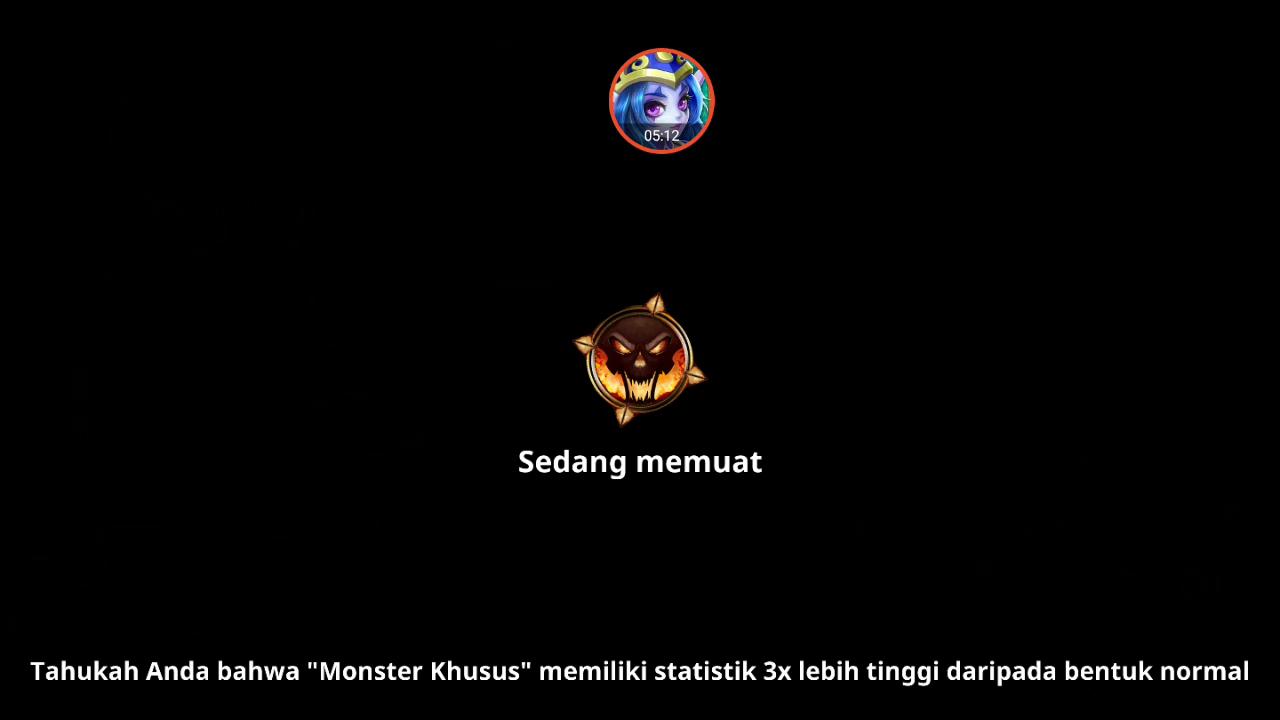 05:12
Sedang memuat
Tahukah Anda bahwa "Monster Khusus" memiliki statistik 3x lebih tinggi daripada bentuk normal